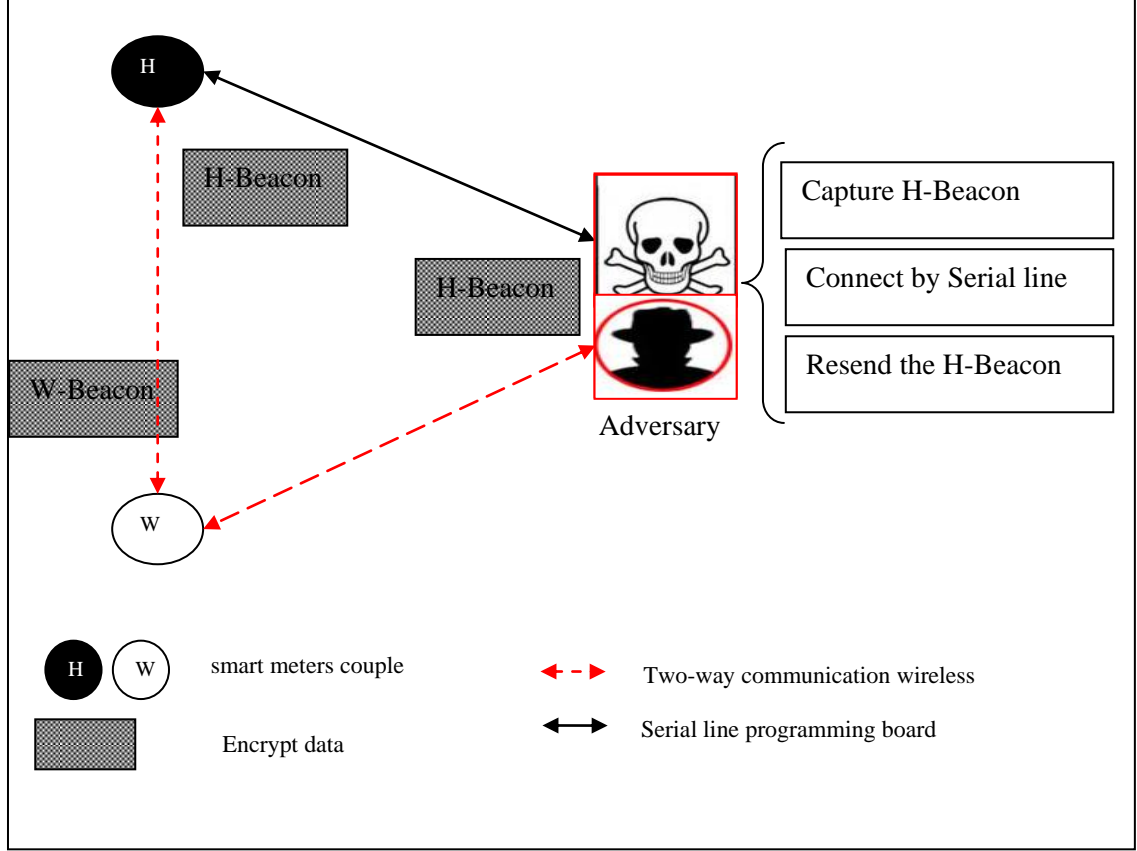 H
H-Beacon
Capture H-Beacon
H-Beacon
Connect by Serial line
W-Beacon
Resend the H-Beacon
Adversary
W
H
W
smart meters couple
Two-way communication wireless
Encrypt data
Serial line programming board